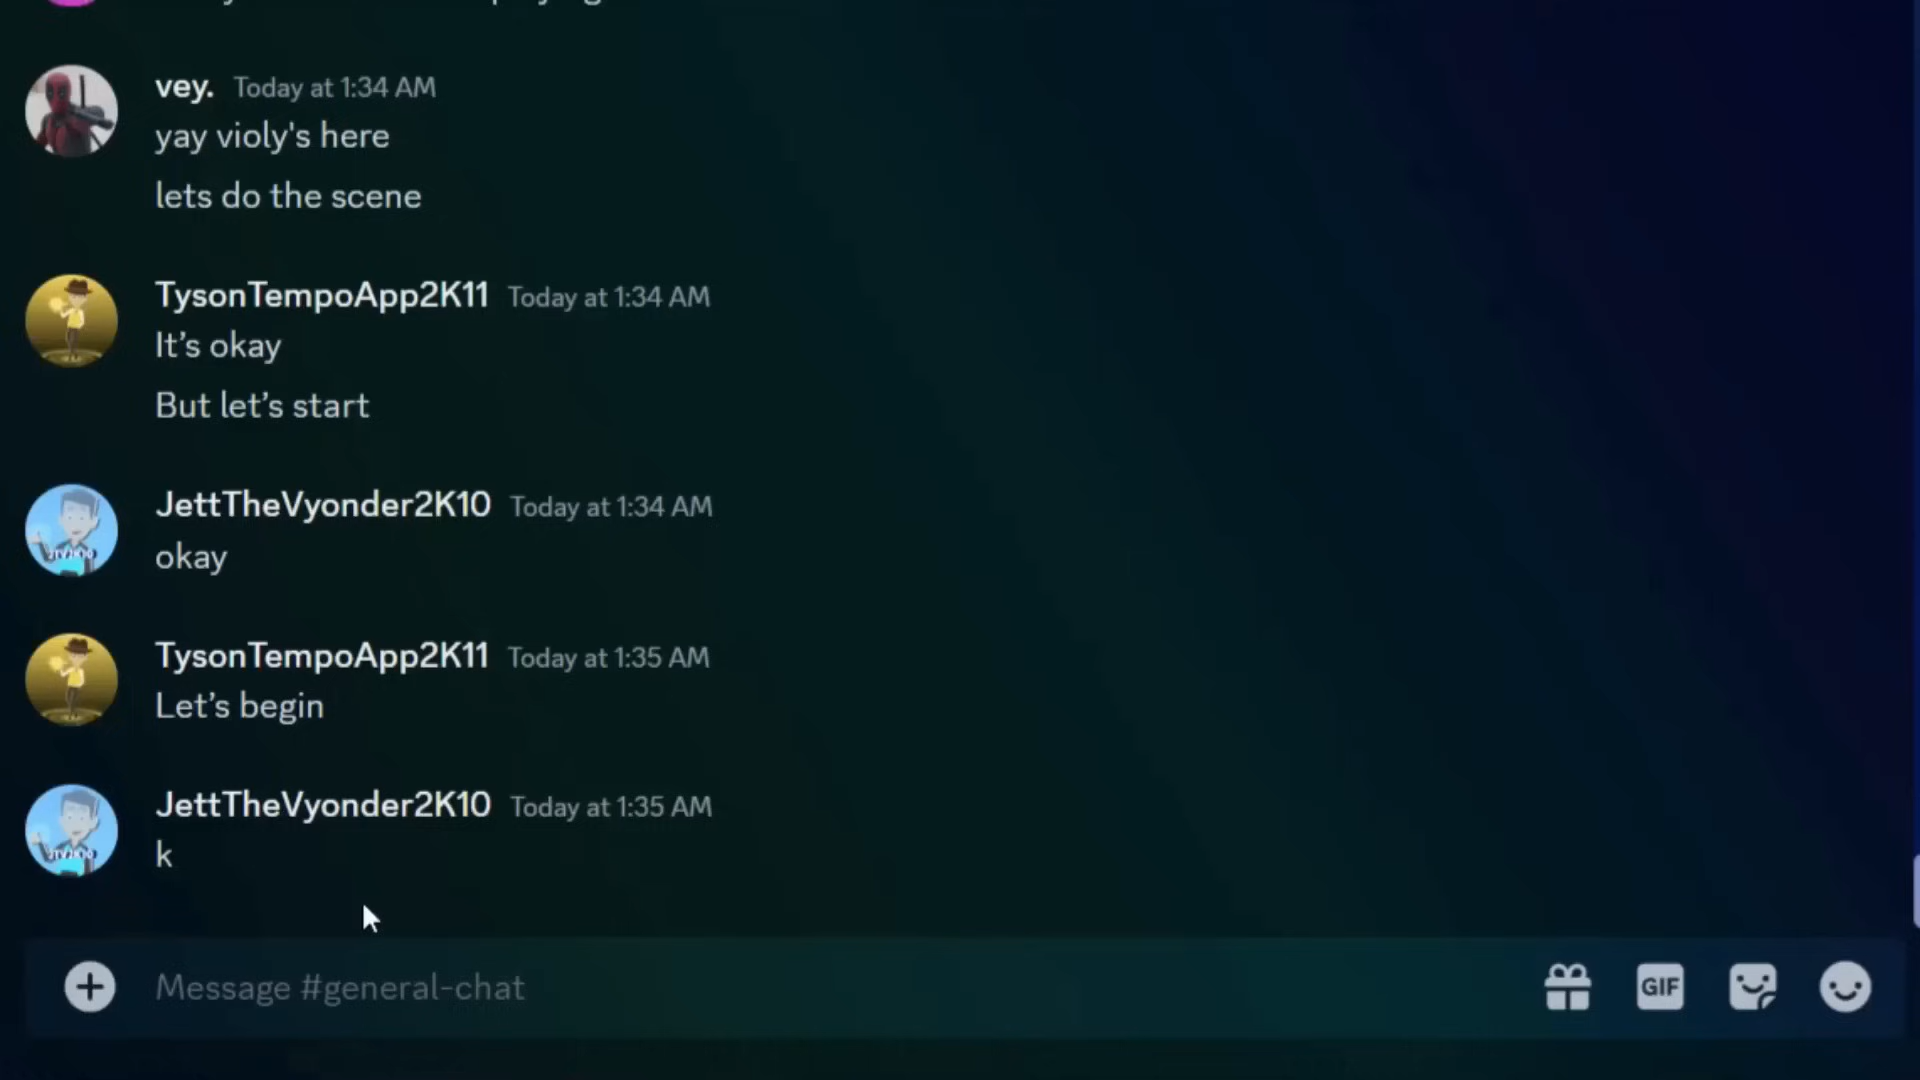 vey. Today at 1:34 AM
yay violy's here
lets do the scene
TysonTempoApp2K11 Today at 1:34 AM
It’s okay
But let’s start
JettTheVyonder2K10 Today at 1:34 AM
okay
TysonTempoApp2K11 Today at 1:35 AM
Let’s begin
JettTheVyonder2K10 Today at 1:35 AM
k
Message #general-chat
GIF